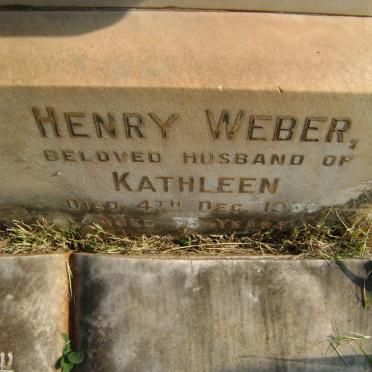 HENRY WEBER,
BELOVED HUSBAND OF
KATHLEEN
DIED 4TH DEC.